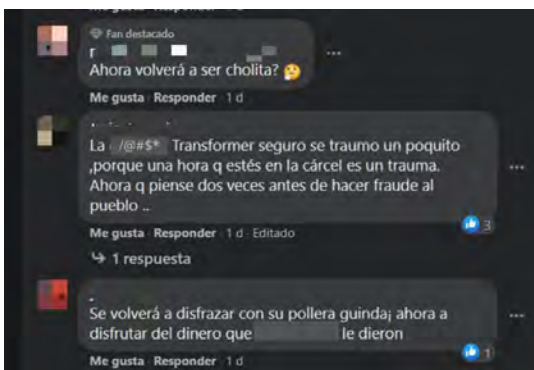 Fan destacado
r
Ahora volverá a ser cholita?
Me gusta Responder 1 d
La /@#$* Transformer seguro se traumo un poquito
,porque una hora q estés en la cárcel es un trauma.
Ahora q piense dos veces antes de hacer fraude al
pueblo ..
3
Me gusta Responder 1 d · Editado
1 respuesta
Se volverá a disfrazar con su pollera guinda¡ ahora a
disfrutar del dinero que le dieron
1
Me gusta Responder 1 d